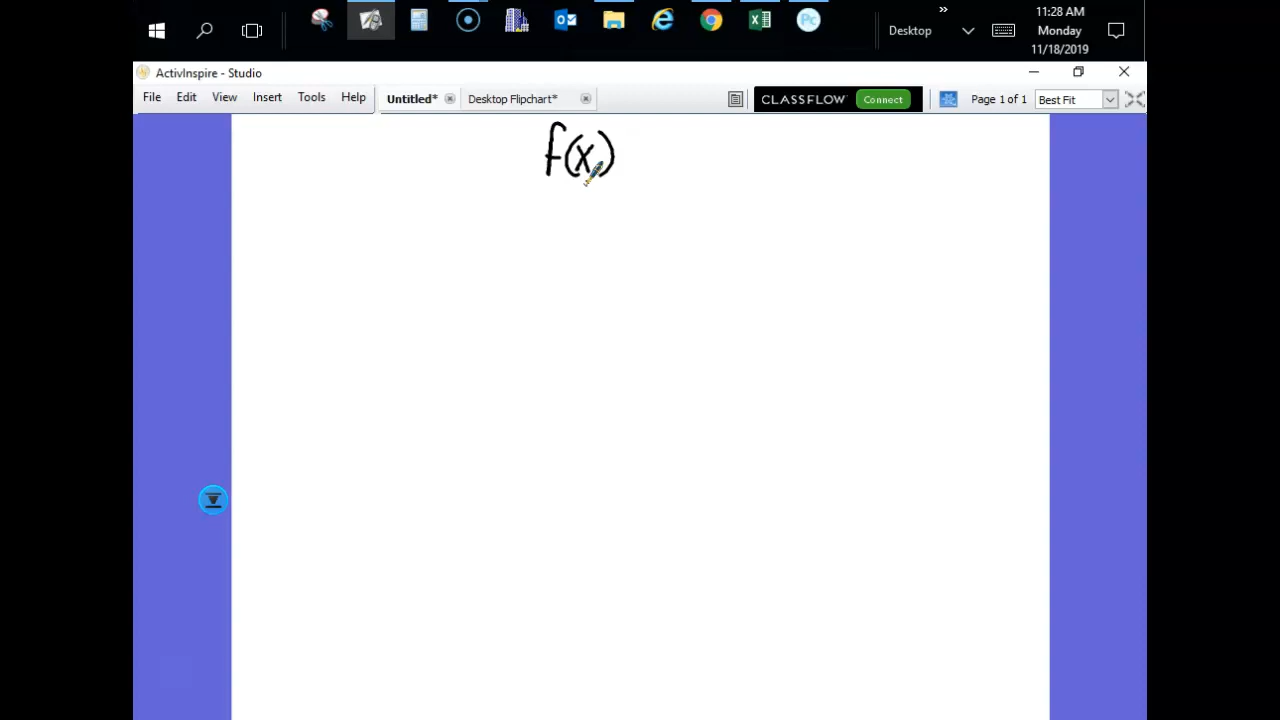 11:28 AM
Desktop
Monday
11/18/2019
ActivInspire - Studio
File Edit View Insert Tools Help Untitled* Desktop Flipchart* CLASSFLOW Connect Page 1 of 1 Best Fit
f(x)